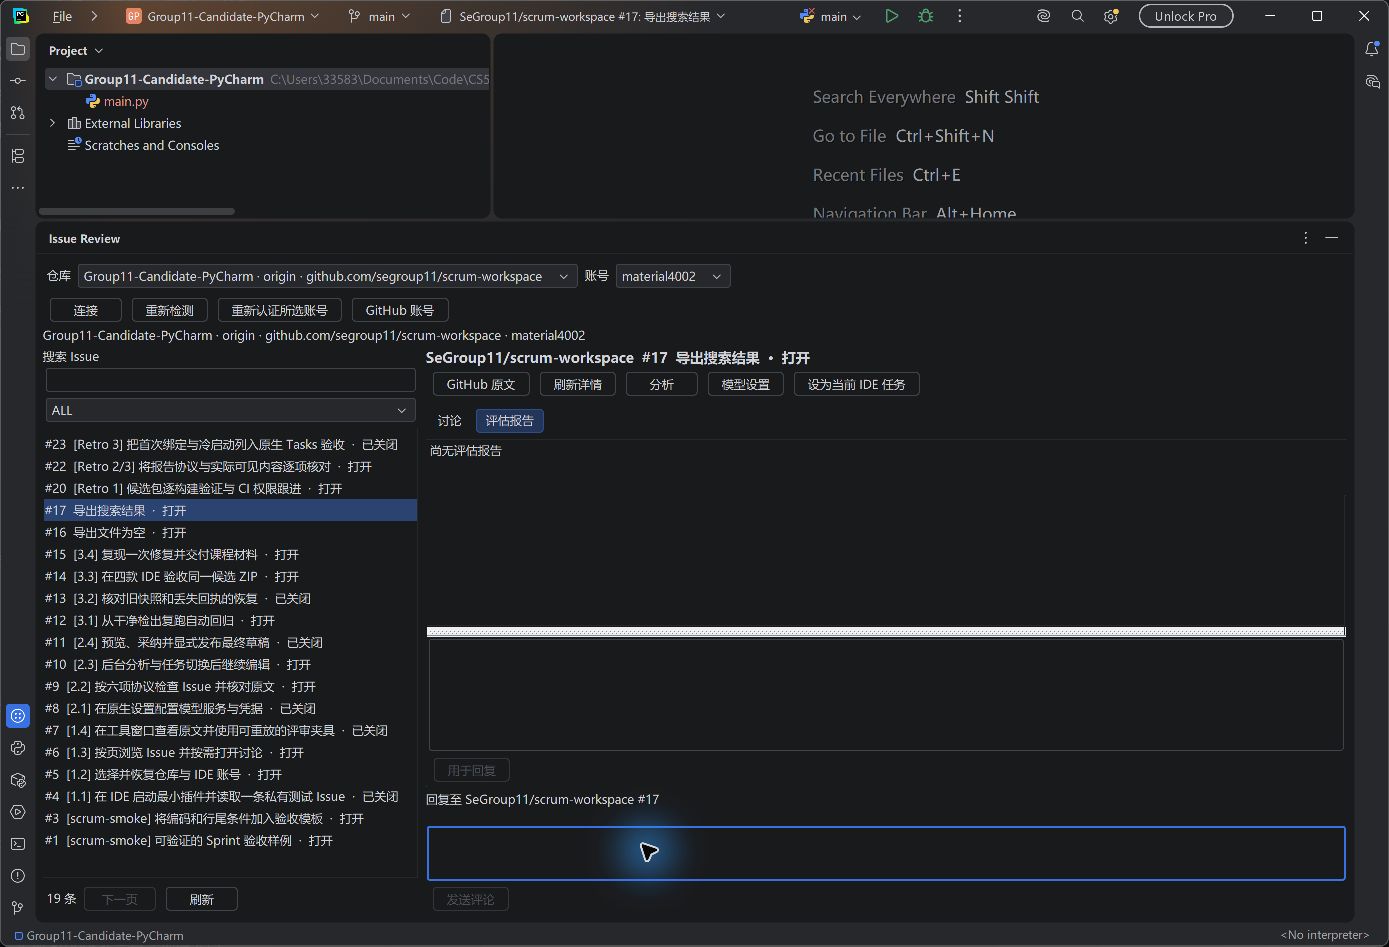 PC File GP Group11-Candidate-PyCharm main SeGroup11/scrum-workspace #17: 导出搜索结果 main Unlock Pro
Project
Group11-Candidate-PyCharm C:\Users\33583\Documents\Code\CS5
main.py
External Libraries
Scratches and Consoles
Search Everywhere Shift Shift
Go to File Ctrl+Shift+N
Recent Files Ctrl+E
Navigation Bar Alt+Home
Issue Review
仓库 Group11-Candidate-PyCharm · origin · github.com/segroup11/scrum-workspace 账号 material4002
连接 重新检测 重新认证所选账号 GitHub 账号
Group11-Candidate-PyCharm · origin · github.com/segroup11/scrum-workspace · material4002
搜索 Issue
ALL
#23 [Retro 3] 把首次绑定与冷启动列入原生 Tasks 验收 · 已关闭
#22 [Retro 2/3] 将报告协议与实际可见内容逐项核对 · 打开
#20 [Retro 1] 候选包逐构建验证与 CI 权限跟进 · 打开
#17 导出搜索结果 · 打开
#16 导出文件为空 · 打开
#15 [3.4] 复现一次修复并交付课程材料 · 打开
#14 [3.3] 在四款 IDE 验收同一候选 ZIP · 打开
#13 [3.2] 核对旧快照和丢失回执的恢复 · 已关闭
#12 [3.1] 从干净检出复跑自动回归 · 打开
#11 [2.4] 预览、采纳并显式发布最终草稿 · 已关闭
#10 [2.3] 后台分析与任务切换后继续编辑 · 打开
#9 [2.2] 按六项协议检查 Issue 并核对原文 · 打开
#8 [2.1] 在原生设置配置模型服务与凭据 · 已关闭
#7 [1.4] 在工具窗口查看原文并使用可重放的评审夹具 · 已关闭
#6 [1.3] 按页浏览 Issue 并按需打开讨论 · 打开
#5 [1.2] 选择并恢复仓库与 IDE 账号 · 打开
#4 [1.1] 在 IDE 启动最小插件并读取一条私有测试 Issue · 已关闭
#3 [scrum-smoke] 将编码和行尾条件加入验收模板 · 打开
#1 [scrum-smoke] 可验证的 Sprint 验收样例 · 打开
19 条 下一页 刷新
SeGroup11/scrum-workspace #17 导出搜索结果 • 打开
GitHub 原文 刷新详情 分析 模型设置 设为当前 IDE 任务
讨论 评估报告
尚无评估报告
用于回复
回复至 SeGroup11/scrum-workspace #17
发送评论
Group11-Candidate-PyCharm <No interpreter>